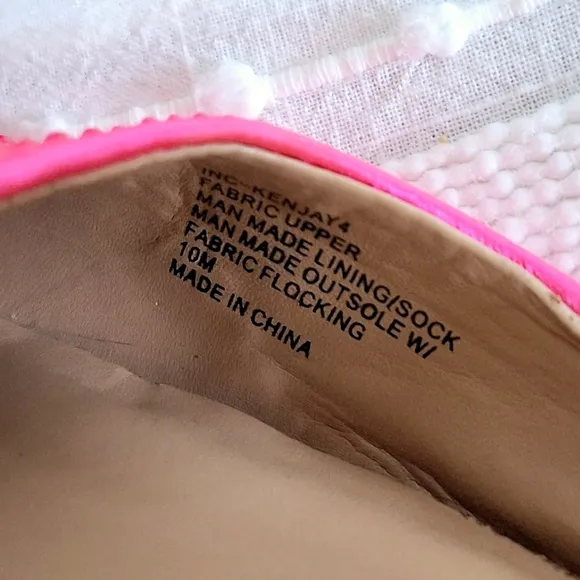 INC-KENJAY4
FABRIC UPPER
MAN MADE LINING/SOCK
MAN MADE OUTSOLE W/
FABRIC FLOCKING
10M
MADE IN CHINA